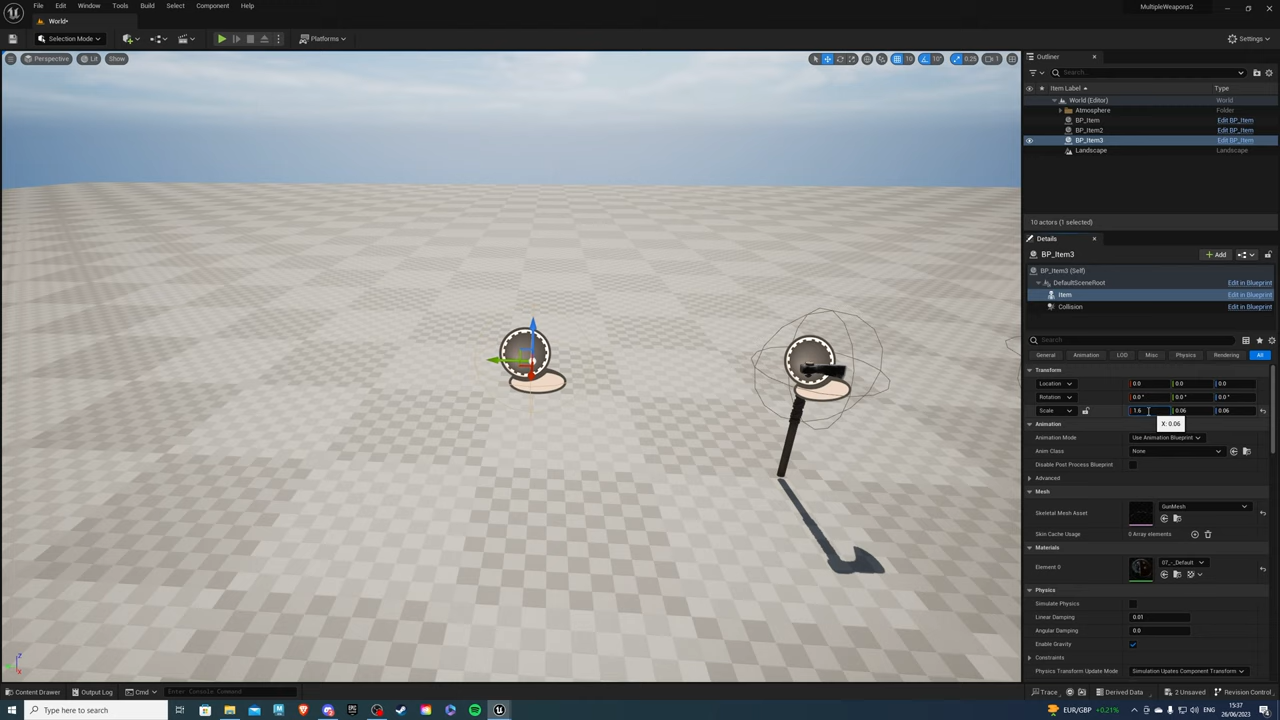 File Edit Window Tools Build Select Component Help
MultipleWeapons2
World*
Selection Mode
Platforms
Settings
Perspective
Lit
Show
10
10°
0.25
1
Outliner
Search...
Item Label
Type
World (Editor)
World
Atmosphere
Folder
BP_Item
Edit BP_Item
BP_Item2
Edit BP_Item
BP_Item3
Edit BP_Item
Landscape
Landscape
10 actors (1 selected)
Details
BP_Item3
Add
BP_Item3 (Self)
DefaultSceneRoot
Edit in Blueprint
Item
Edit in Blueprint
Collision
Edit in Blueprint
Search
General
Animation
LOD
Misc
Physics
Rendering
All
Transform
Location
0.0
0.0
0.0
Rotation
0.0 °
0.0 °
0.0 °
Scale
1.6
0.06
0.06
X: 0.06
Animation
Animation Mode
Use Animation Blueprint
Anim Class
None
Disable Post Process Blueprint
Advanced
Mesh
Skeletal Mesh Asset
GunMesh
Skin Cache Usage
0 Array elements
Materials
Element 0
07_-_Default
Physics
Simulate Physics
Linear Damping
0.01
Angular Damping
0.0
Enable Gravity
Constraints
Physics Transform Update Mode
Simulation Upates Component Transform
Content Drawer
Output Log
Cmd
Enter Console Command
Trace
Derived Data
2 Unsaved
Revision Control
Type here to search
EUR/GBP
+0.21%
ENG
15:37
26/06/2023